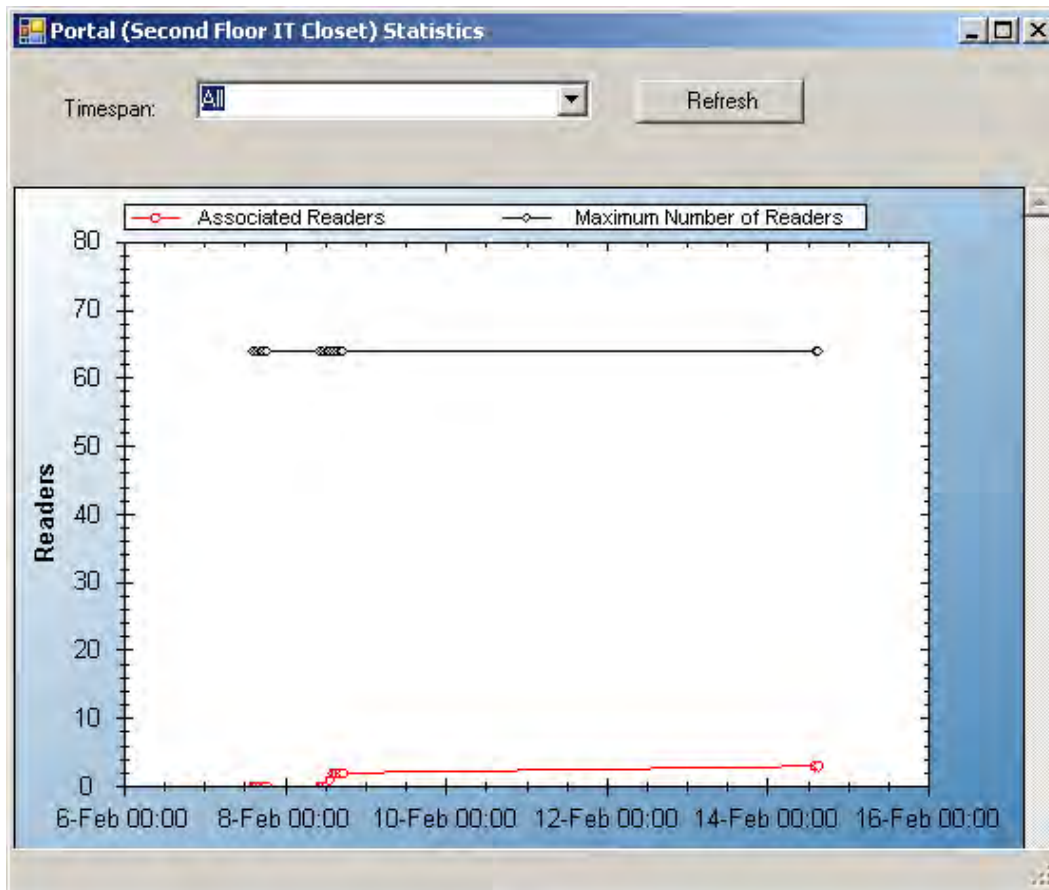 Portal (Second Floor IT Closet) Statistics
Timespan: All Refresh
Associated Readers Maximum Number of Readers
80
70
60
50
40
30
20
10
0
Readers
6-Feb 00:00 8-Feb 00:00 10-Feb 00:00 12-Feb 00:00 14-Feb 00:00 16-Feb 00:00